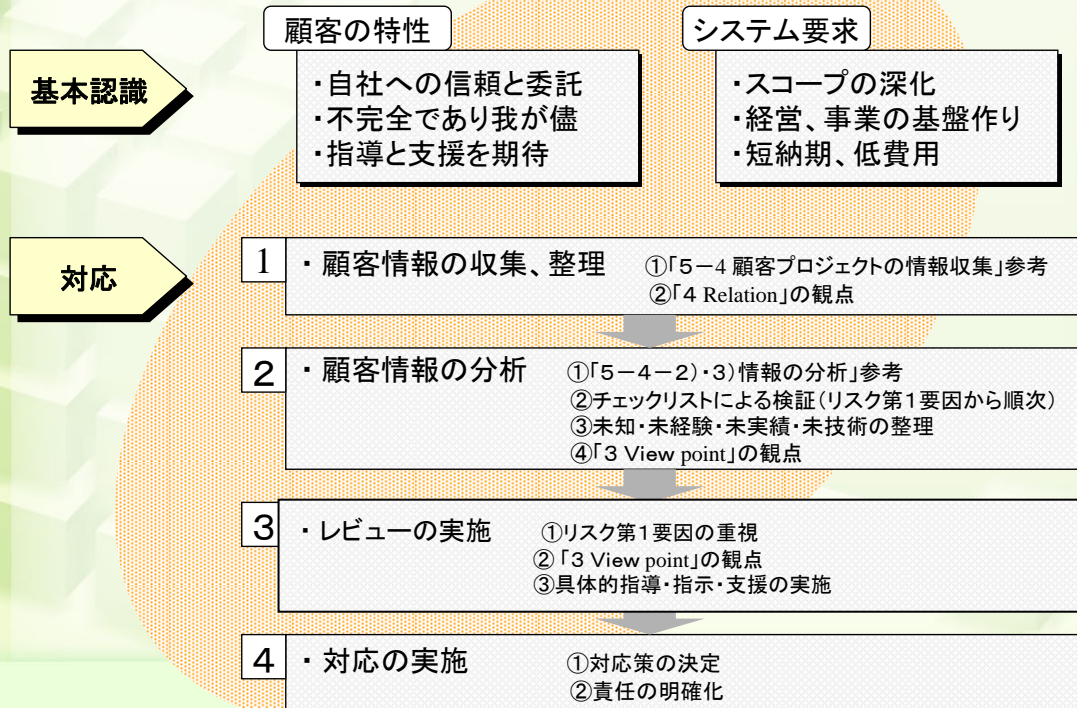 顧客の特性
システム要求
基本認識
・自社への信頼と委託
・不完全であり我が儘
・指導と支援を期待
・スコープの深化
・経営、事業の基盤作り
・短納期、低費用
対応
1
・顧客情報の収集、整理
①「5-4 顧客プロジェクトの情報収集」参考
②「4 Relation」の観点
2
・顧客情報の分析
①「5-4-2)・3)情報の分析」参考
②チェックリストによる検証(リスク第1要因から順次)
③未知・未経験・未実績・未技術の整理
④「3 View point」の観点
3
・レビューの実施
①リスク第1要因の重視
②「3 View point」の観点
③具体的指導・指示・支援の実施
4
・対応の実施
①対応策の決定
②責任の明確化